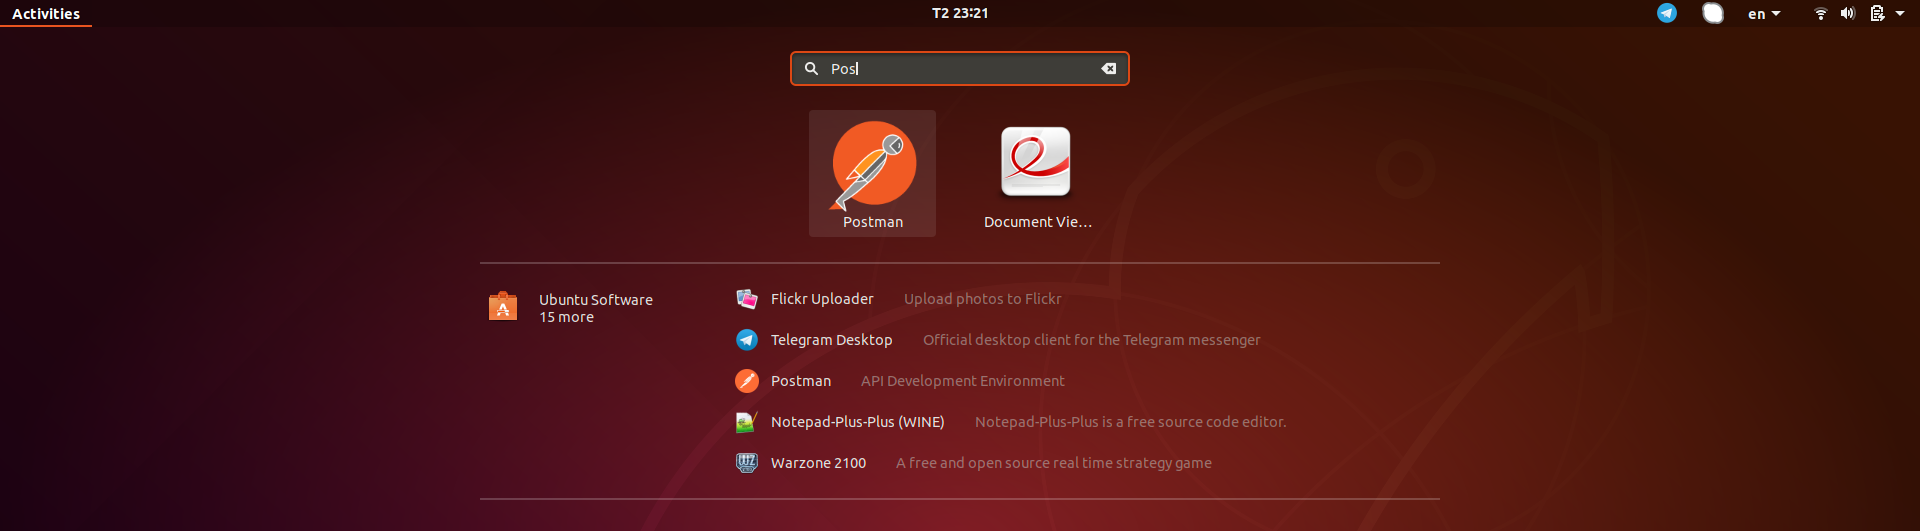 Activities
T2 23:21
en
Pos
Postman
Document Vie...
Ubuntu Software
15 more
Flickr Uploader Upload photos to Flickr
Telegram Desktop Official desktop client for the Telegram messenger
Postman API Development Environment
Notepad-Plus-Plus (WINE) Notepad-Plus-Plus is a free source code editor.
Warzone 2100 A free and open source real time strategy game